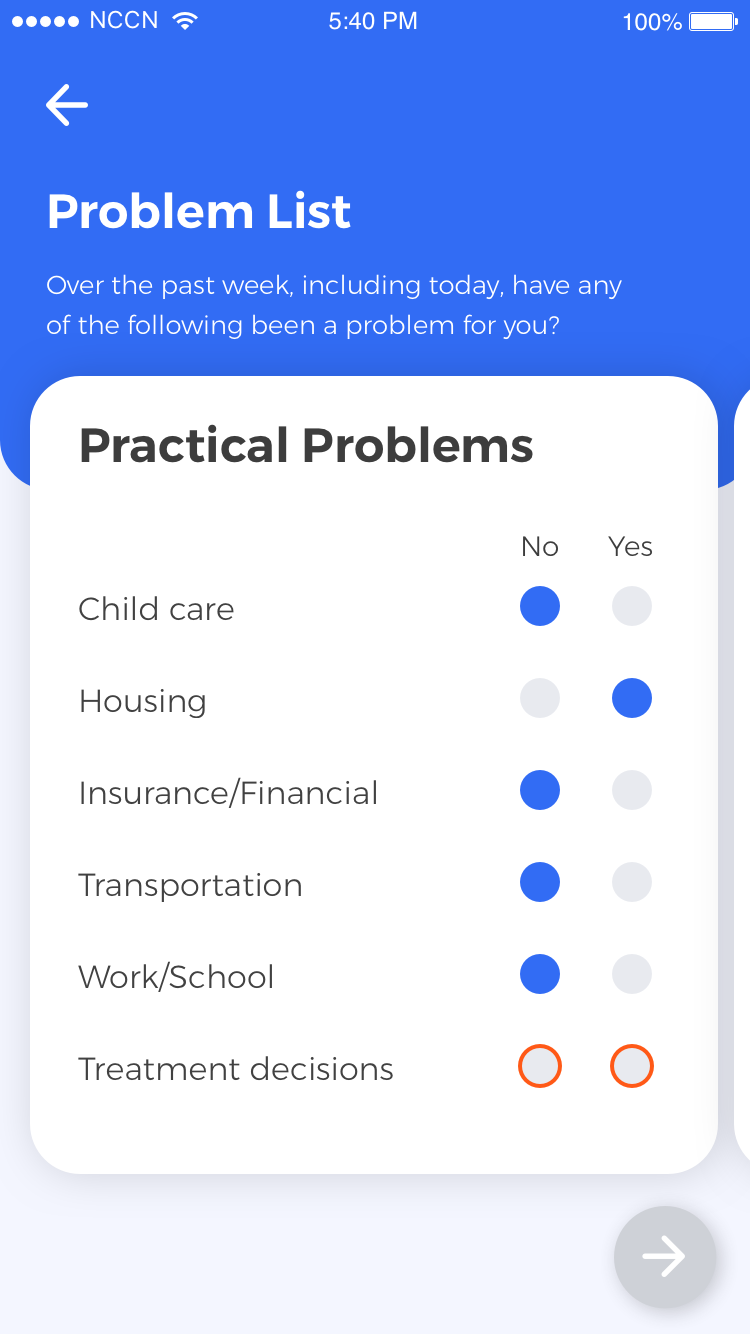 NCCN 5:40 PM 100%
Problem List
Over the past week, including today, have any
of the following been a problem for you?
Practical Problems
No Yes
Child care
Housing
Insurance/Financial
Transportation
Work/School
Treatment decisions